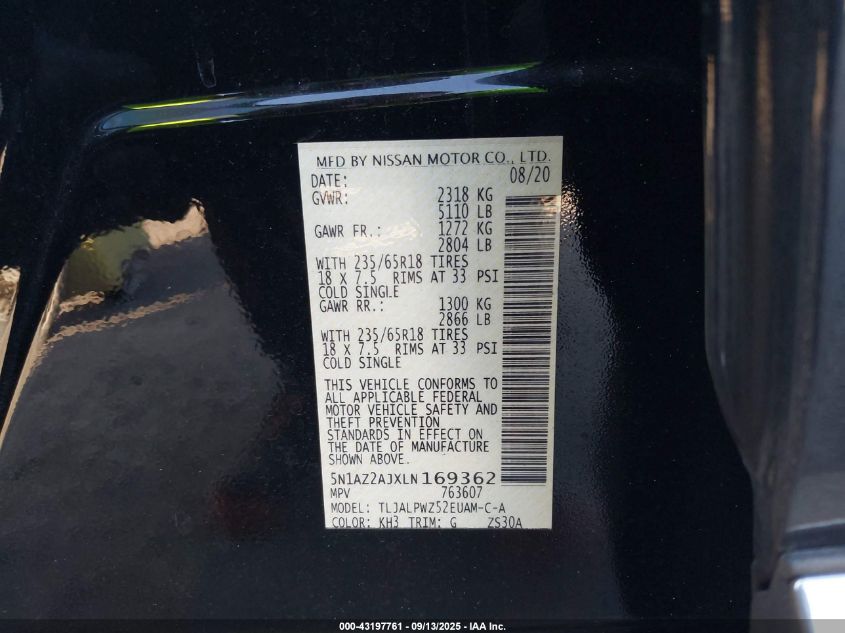 MFD BY NISSAN MOTOR CO., LTD.
DATE: 08/20
GVWR: 2318 KG
5110 LB
GAWR FR.: 1272 KG
2804 LB
WITH 235/65R18 TIRES
18 X 7.5 RIMS AT 33 PSI
COLD SINGLE
GAWR RR.: 1300 KG
2866 LB
WITH 235/65R18 TIRES
18 X 7.5 RIMS AT 33 PSI
COLD SINGLE
THIS VEHICLE CONFORMS TO
ALL APPLICABLE FEDERAL
MOTOR VEHICLE SAFETY AND
THEFT PREVENTION
STANDARDS IN EFFECT ON
THE DATE OF MANUFACTURE
SHOWN ABOVE.
5N1AZ2AJXLN 169362
MPV 763607
MODEL: TLJALPWZ52EUAM-C-A
COLOR: KH3 TRIM: G ZS30A
000-43197761 - 09/13/2025 - IAA Inc.